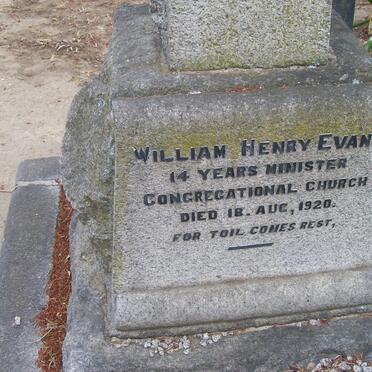 WILLIAM HENRY EVAN
14 YEARS MINISTER
CONGREGATIONAL CHURCH
DIED 18. AUG, 1920.
FOR TOIL COMES REST,